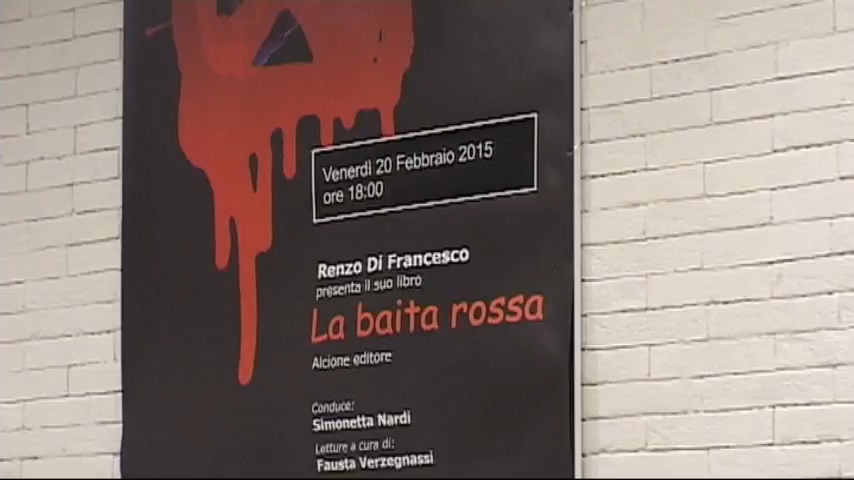 Venerdì 20 Febbraio 2015
ore 18:00
Renzo Di Francesco
presenta il suo libro
La baita rossa
Alcione editore
Conduce:
Simonetta Nardi
Letture a cura di:
Fausta Verzegnassi